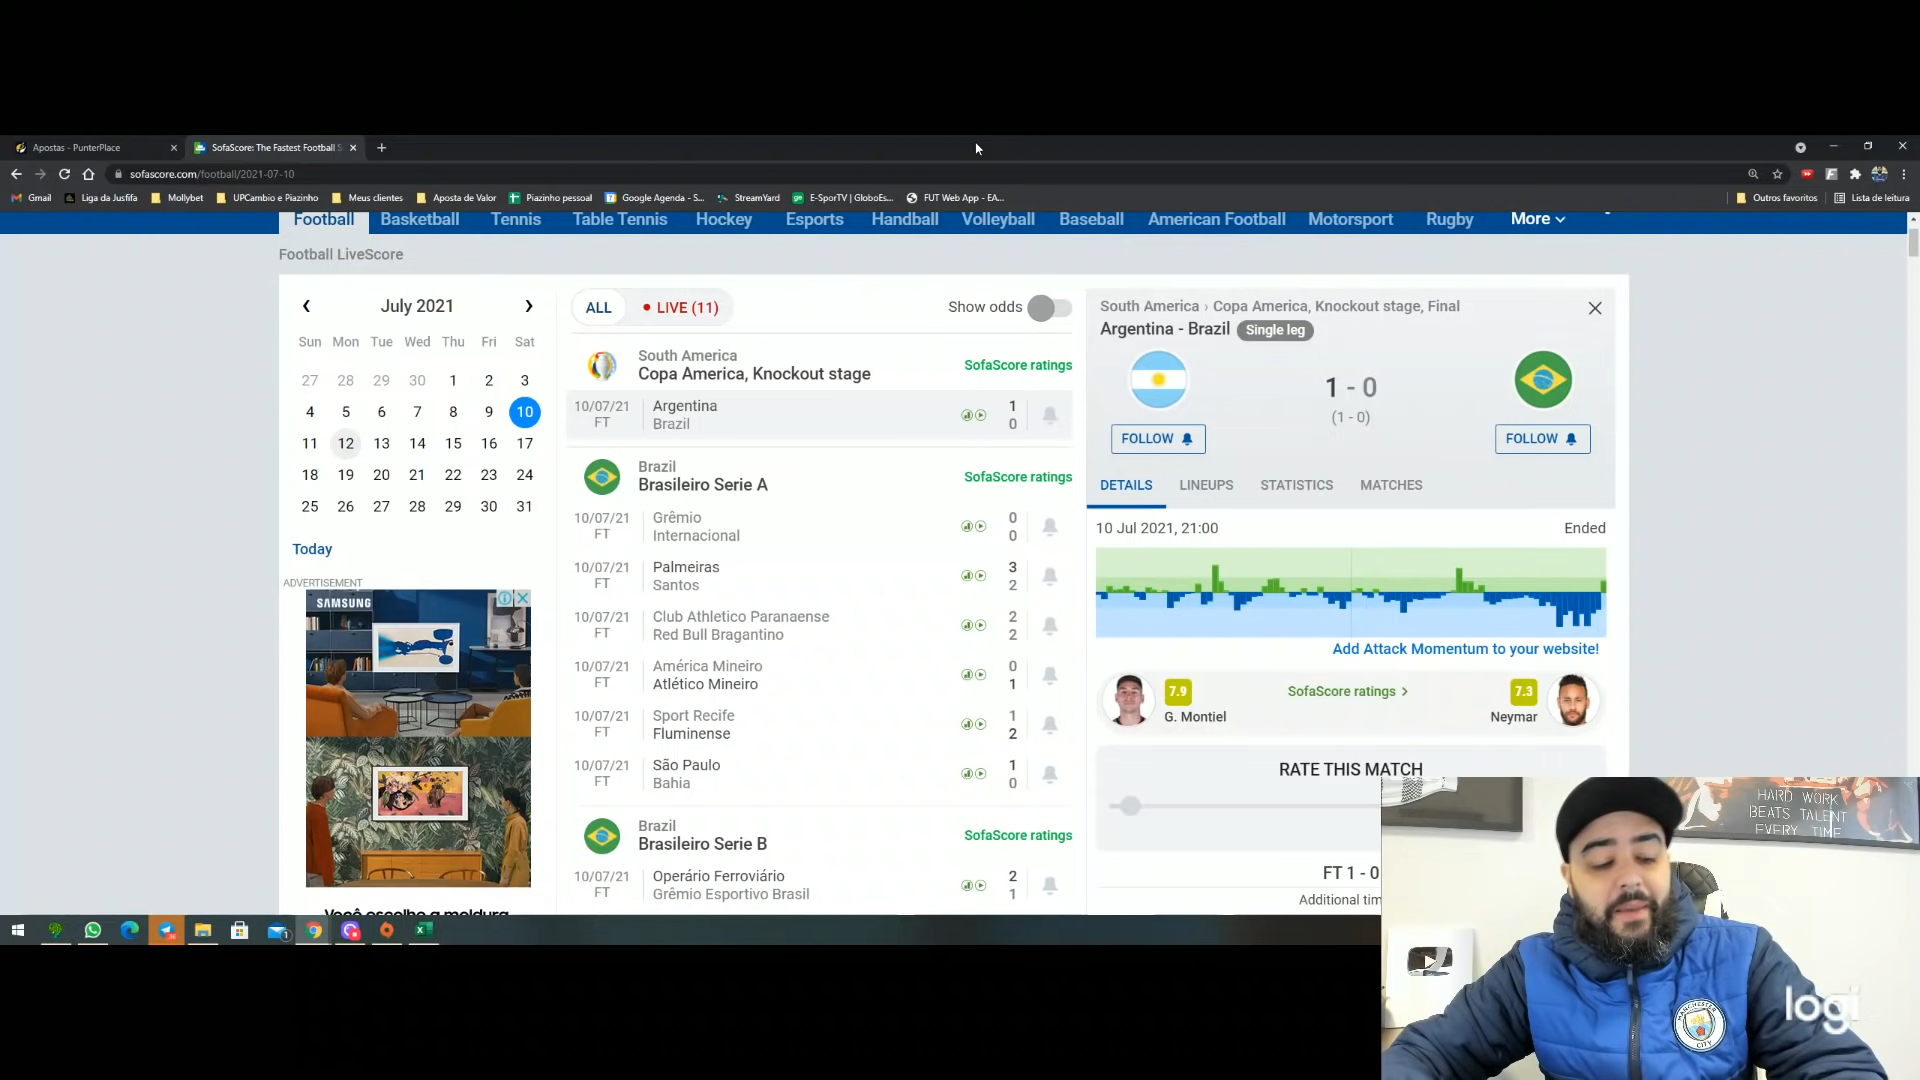 Apostas - PunterPlace
SofaScore: The Fastest Football S
sofascore.com/football/2021-07-10
Gmail Liga da Jusfifa Mollybet UPCambio e Piazinho Meus clientes Aposta de Valor Piazinho pessoal Google Agenda - S... StreamYard E-SporTV | GloboEs... FUT Web App - EA... Outros favoritos Lista de leitura
Football Basketball Tennis Table Tennis Hockey Esports Handball Volleyball Baseball American Football Motorsport Rugby More
Football LiveScore
July 2021
Sun Mon Tue Wed Thu Fri Sat
27 28 29 30 1 2 3
4 5 6 7 8 9 10
11 12 13 14 15 16 17
18 19 20 21 22 23 24
25 26 27 28 29 30 31
Today
ADVERTISEMENT
SAMSUNG
Você escolhe a moldura
ALL LIVE (11) Show odds
South America
Copa America, Knockout stage SofaScore ratings
10/07/21 Argentina 1
FT Brazil 0
Brazil
Brasileiro Serie A SofaScore ratings
10/07/21 Grêmio 0
FT Internacional 0
10/07/21 Palmeiras 3
FT Santos 2
10/07/21 Club Athletico Paranaense 2
FT Red Bull Bragantino 2
10/07/21 América Mineiro 0
FT Atlético Mineiro 1
10/07/21 Sport Recife 1
FT Fluminense 2
10/07/21 São Paulo 1
FT Bahia 0
Brazil
Brasileiro Serie B SofaScore ratings
10/07/21 Operário Ferroviário 2
FT Grêmio Esportivo Brasil 1
South America › Copa America, Knockout stage, Final
Argentina - Brazil Single leg
1 - 0
(1 - 0)
FOLLOW FOLLOW
DETAILS LINEUPS STATISTICS MATCHES
10 Jul 2021, 21:00 Ended
Add Attack Momentum to your website!
7.9 SofaScore ratings > 7.3
G. Montiel Neymar
RATE THIS MATCH
FT 1 - 0
Additional tim
HARD WORK
BEATS TALENT
EVERY TIME
MANCHESTER
CITY
logi
1